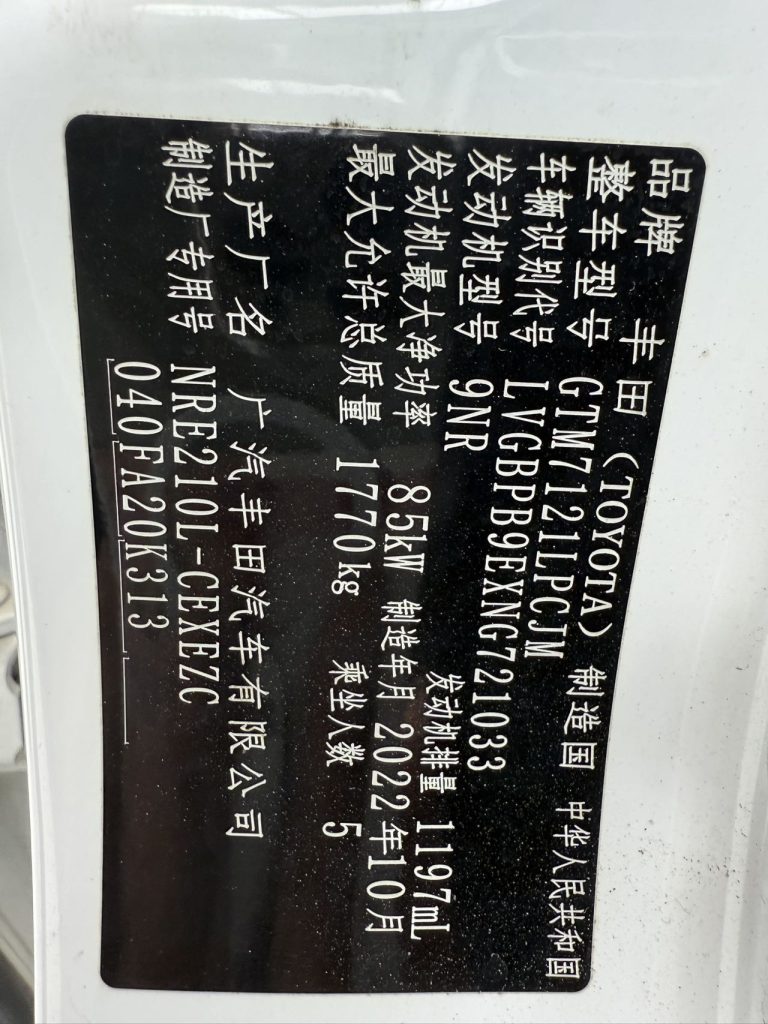 品牌 丰田(TOYOTA) 制造国 中华人民共和国
整车型号 GTM7121LPCJM
车辆识别代号 LVGBPB9EXNG721033
发动机型号 9NR 发动机排量 1197mL
发动机最大净功率 85kW 制造年月 2022年10月
最大允许总质量 1770kg 乘坐人数 5
生产厂名 广汽丰田汽车有限公司
制造厂专用号 NRE210L-CEXEZC
040FA20K313